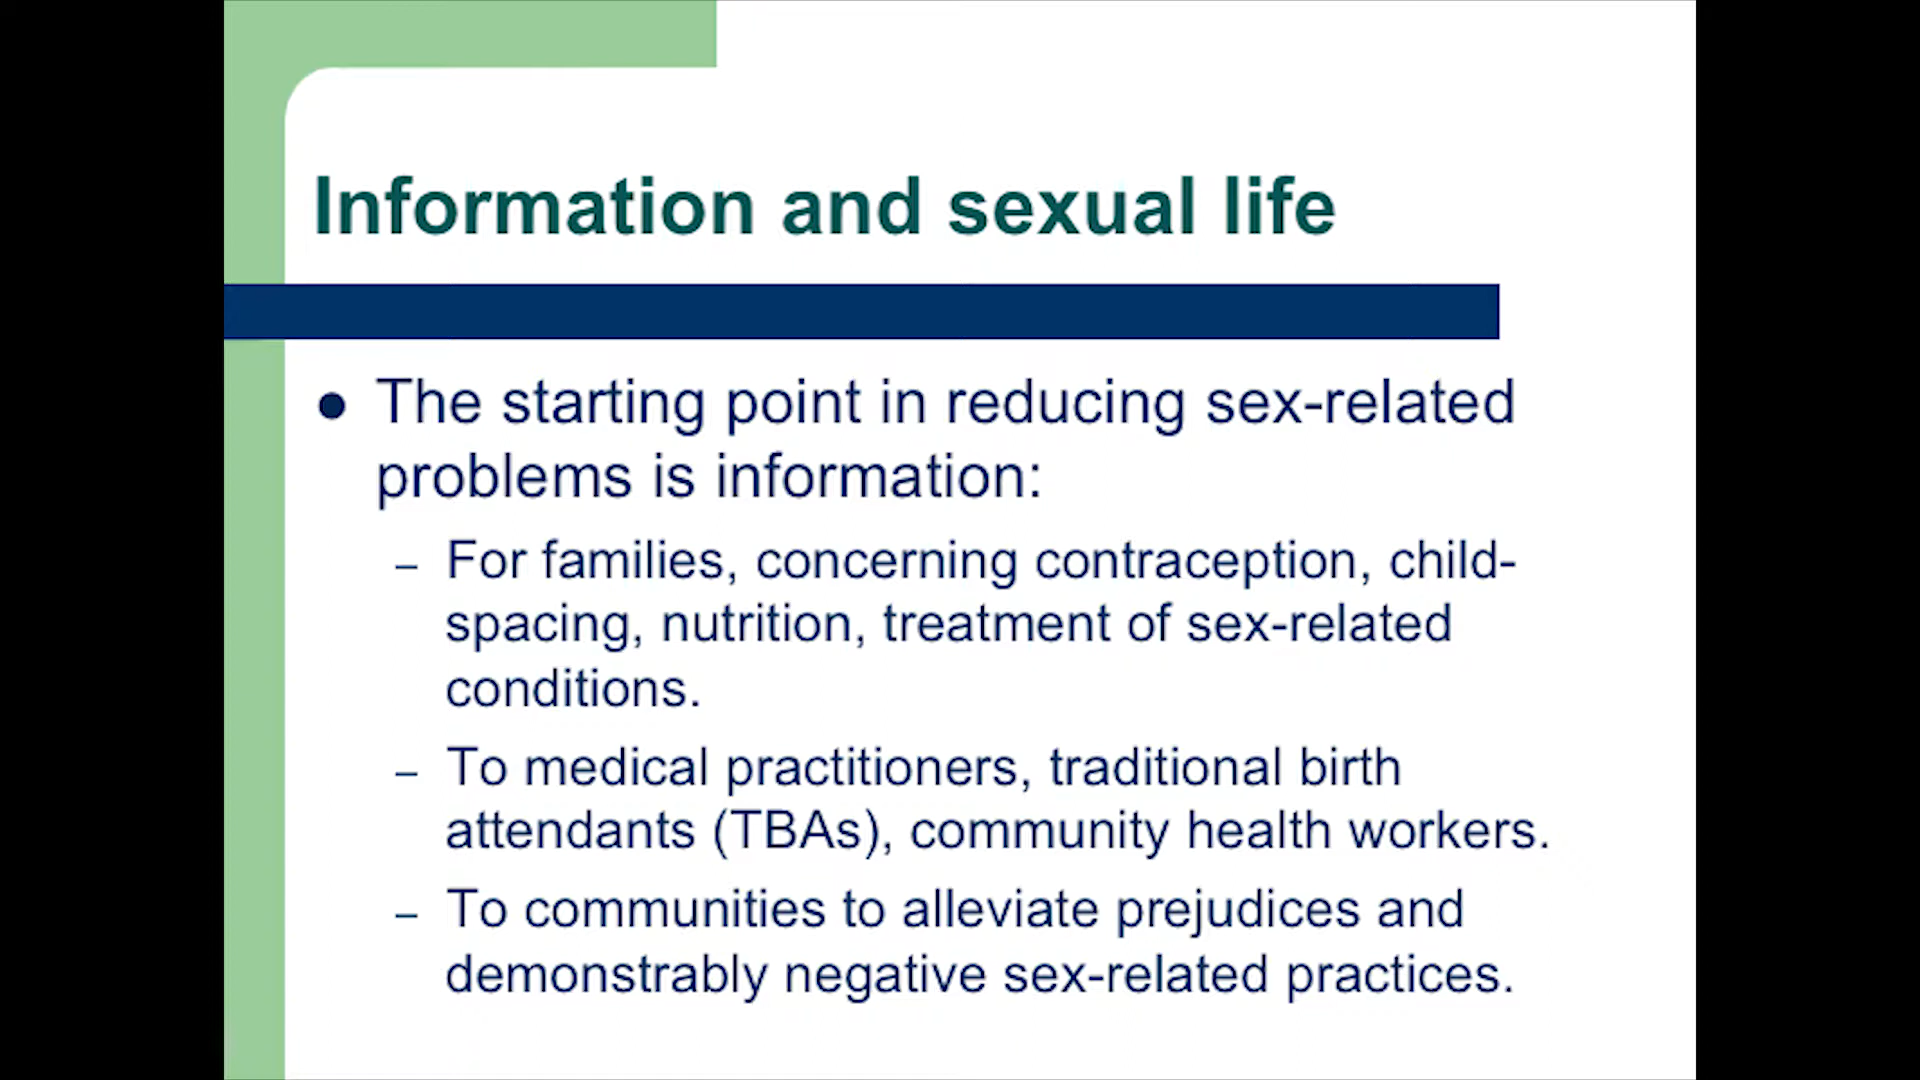 Information and sexual life
● The starting point in reducing sex-related
problems is information:
– For families, concerning contraception, child-
spacing, nutrition, treatment of sex-related
conditions.
– To medical practitioners, traditional birth
attendants (TBAs), community health workers.
– To communities to alleviate prejudices and
demonstrably negative sex-related practices.